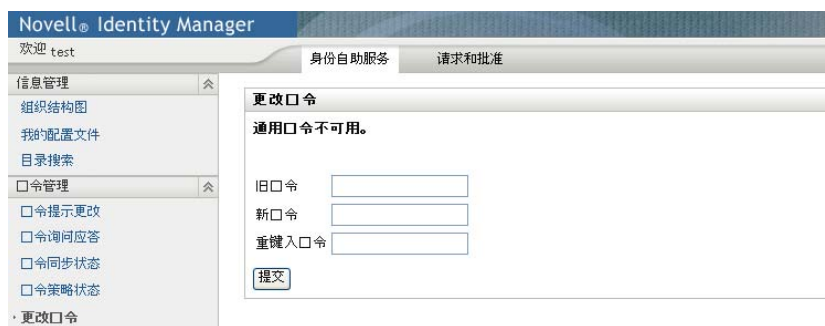 Novell® Identity Manager
欢迎 test
身份自助服务 请求和批准
信息管理
组织结构图
我的配置文件
目录搜索
口令管理
口令提示更改
口令询问应答
口令同步状态
口令策略状态
· 更改口令
更改口令
通用口令不可用。
旧口令
新口令
重键入口令
提交